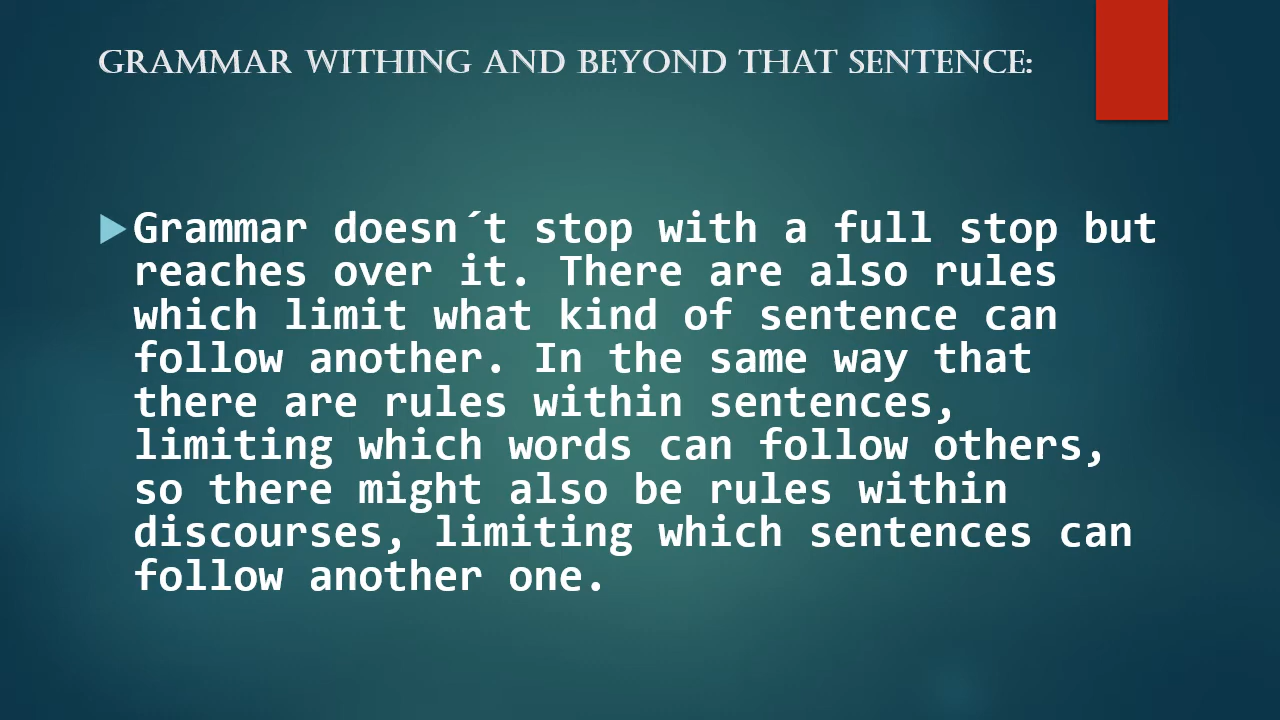 GRAMMAR WITHING AND BEYOND THAT SENTENCE:
Grammar doesn´t stop with a full stop but
reaches over it. There are also rules
which limit what kind of sentence can
follow another. In the same way that
there are rules within sentences,
limiting which words can follow others,
so there might also be rules within
discourses, limiting which sentences can
follow another one.